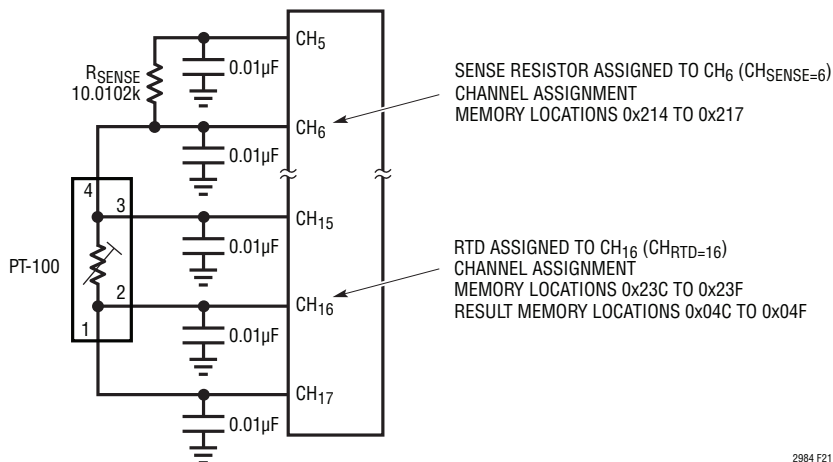 CH5
RSENSE
10.0102k
0.01µF
SENSE RESISTOR ASSIGNED TO CH6 (CHSENSE=6)
CHANNEL ASSIGNMENT
MEMORY LOCATIONS 0x214 TO 0x217
CH6
0.01µF
4
3
CH15
PT-100
0.01µF
2
CH16
1
RTD ASSIGNED TO CH16 (CHRTD=16)
CHANNEL ASSIGNMENT
MEMORY LOCATIONS 0x23C TO 0x23F
RESULT MEMORY LOCATIONS 0x04C TO 0x04F
0.01µF
CH17
0.01µF
2984 F21